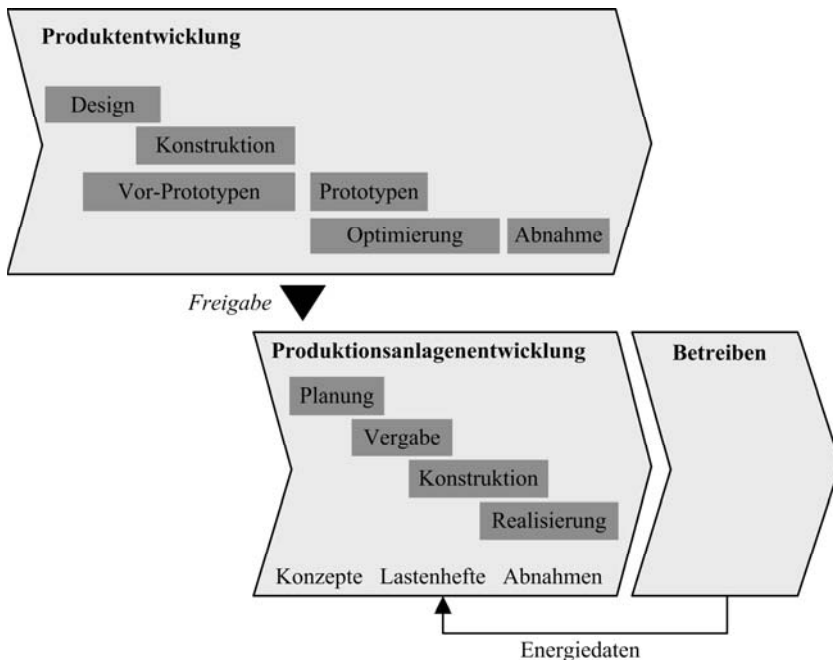 Produktentwicklung
Design
Konstruktion
Vor-Prototypen
Prototypen
Optimierung
Abnahme
Freigabe
Produktionsanlagenentwicklung
Betreiben
Planung
Vergabe
Konstruktion
Realisierung
Konzepte Lastenhefte Abnahmen
Energiedaten